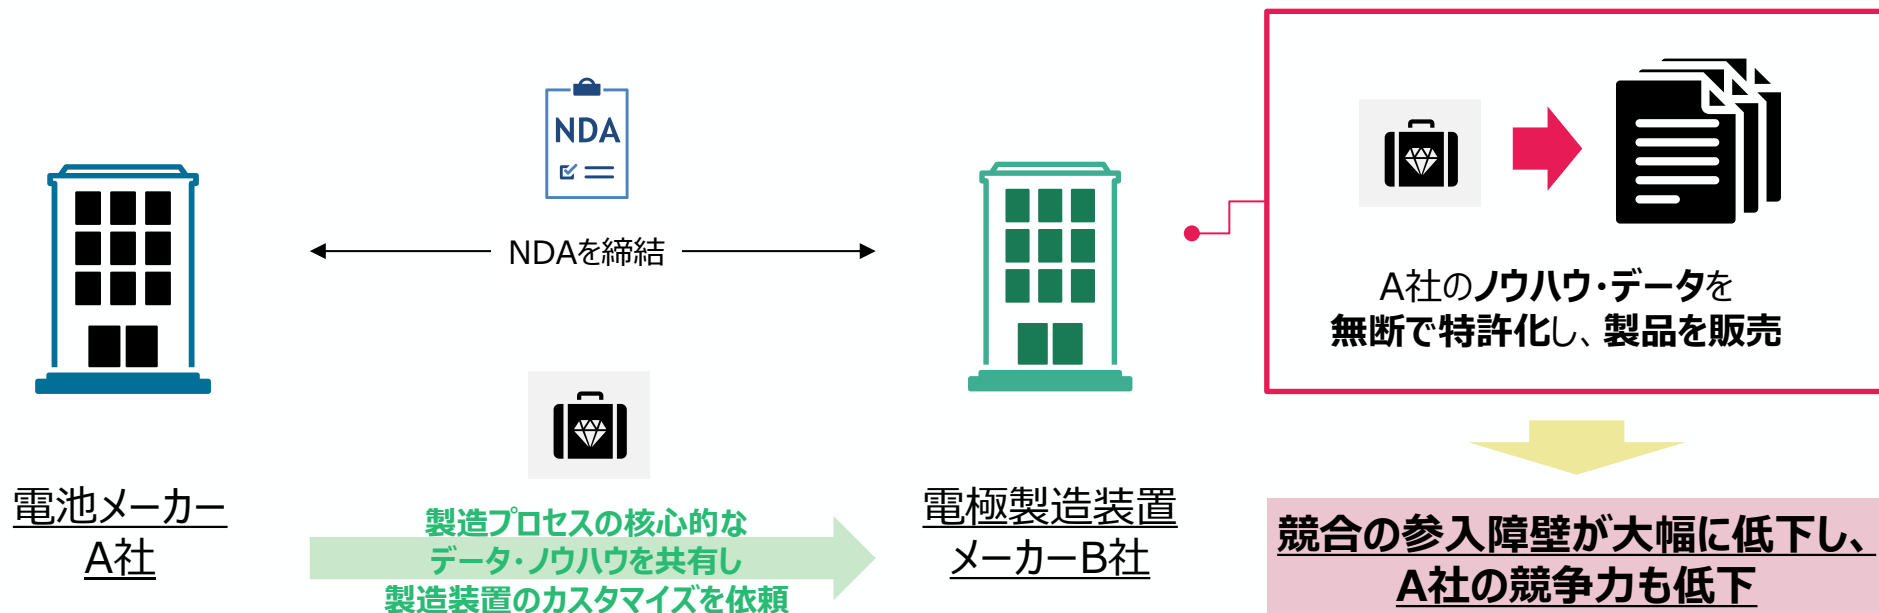 NDA
NDAを締結
電池メーカー
A社
製造プロセスの核心的な
データ・ノウハウを共有し
製造装置のカスタマイズを依頼
電極製造装置
メーカーB社
A社のノウハウ・データを
無断で特許化し、製品を販売
競合の参入障壁が大幅に低下し、
A社の競争力も低下